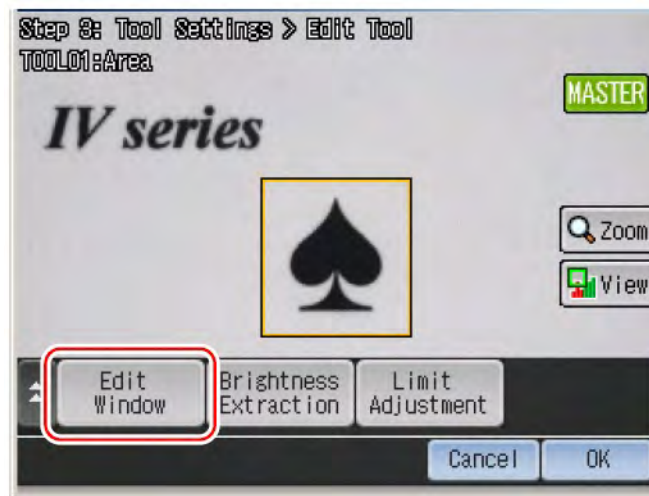 Step 3: Tool Settings > Edit Tool
TOOL01:Area
MASTER
IV series
Zoom
View
Edit
Window
Brightness
Extraction
Limit
Adjustment
Cancel
OK